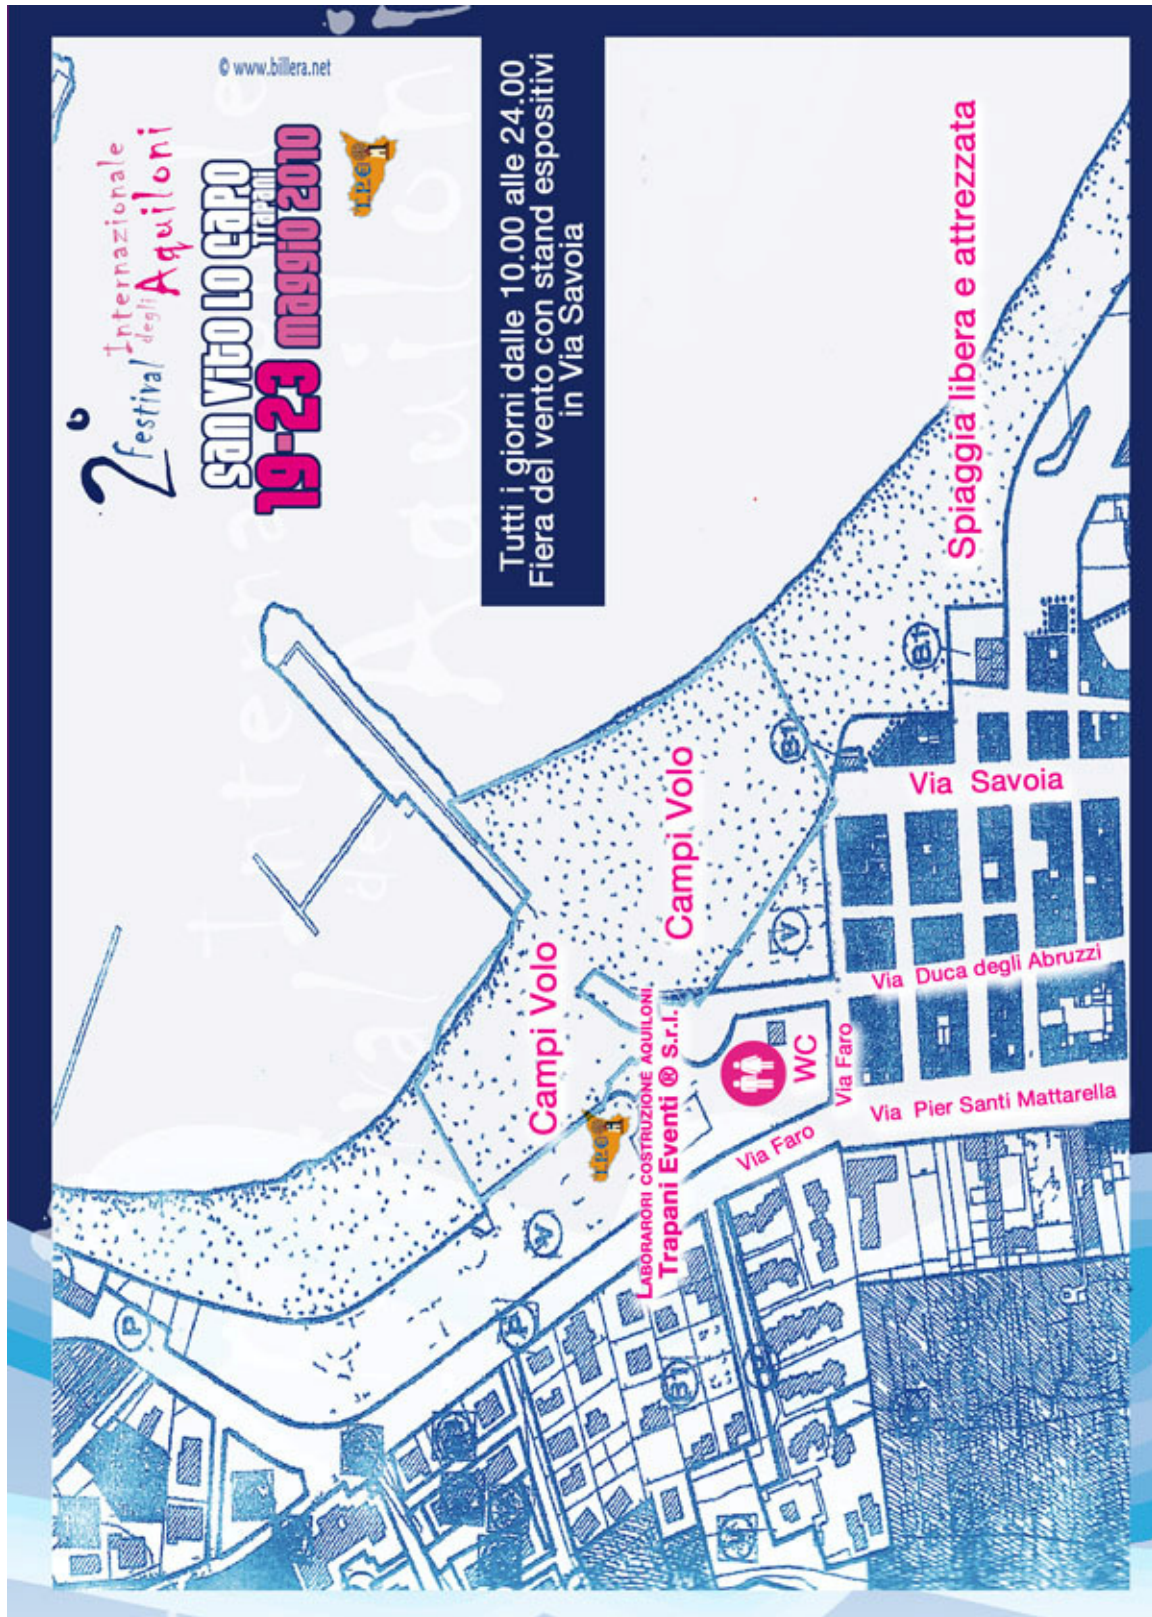 © www.billera.net
2° Festival Internazionale
degli Aquiloni
San Vito Lo Capo
Trapani
19-23 maggio 2010
Tutti i giorni dalle 10.00 alle 24.00
Fiera del vento con stand espositivi
in Via Savoia
Spiaggia libera e attrezzata
B1
B1
Via Savoia
Campi Volo
Campi Volo
V
Via Duca degli Abruzzi
LABORARORI COSTRUZIONE AQUILONI
Trapani Eventi ® S.r.l.
WC
Via Faro
Via Pier Santi Mattarella
Via Faro
V
P
P
B1